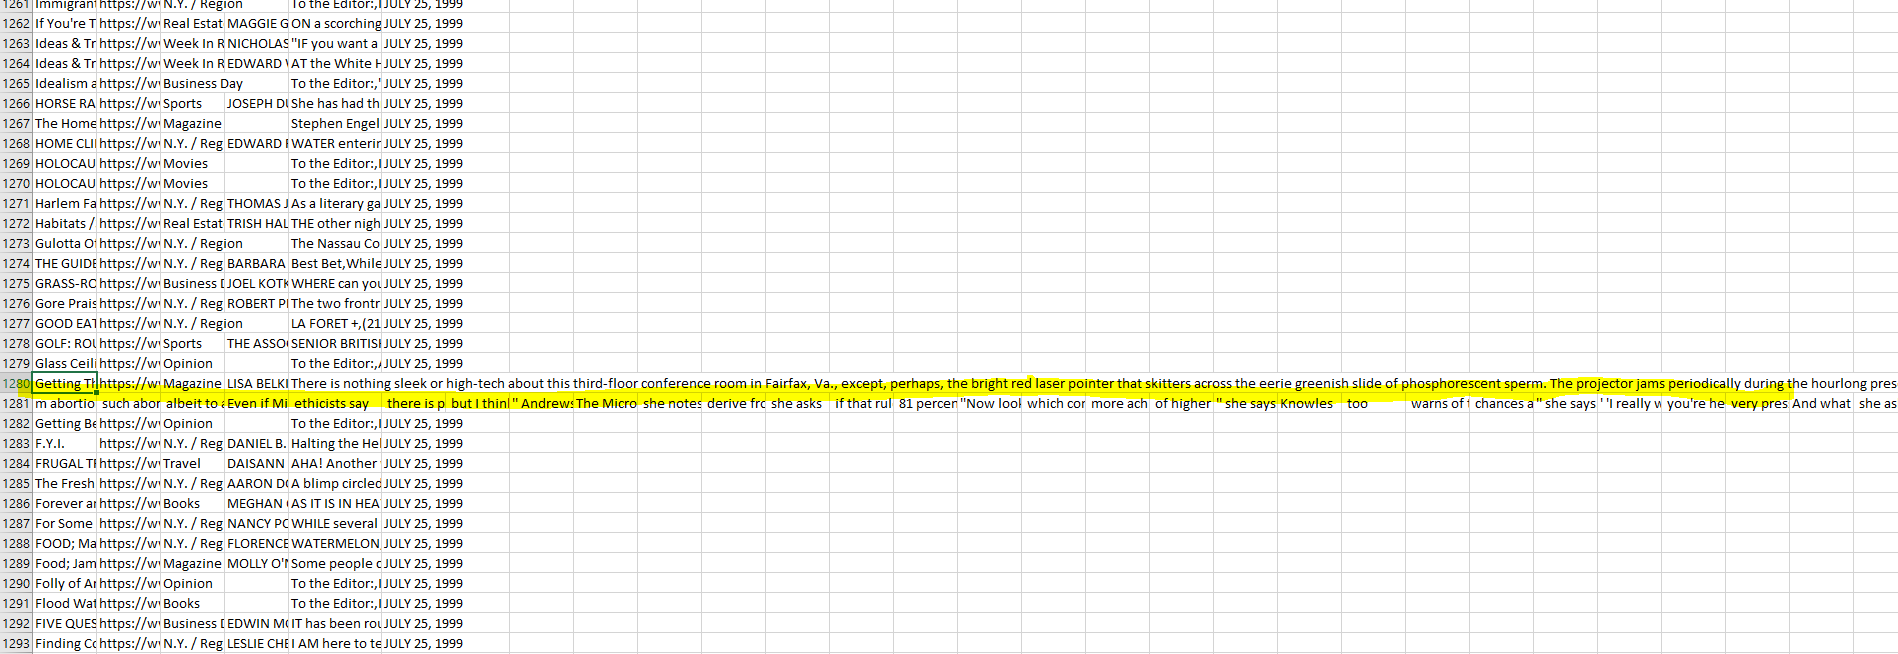 1261 Immigran https://w N.Y. / Region To the Editor:,I JULY 25, 1999
1262 If You're T https://w Real Estat MAGGIE G ON a scorching JULY 25, 1999
1263 Ideas & Tr https://w Week In R NICHOLAS "IF you want a JULY 25, 1999
1264 Ideas & Tr https://w Week In R EDWARD AT the White H JULY 25, 1999
1265 Idealism a https://w Business Day To the Editor:,' JULY 25, 1999
1266 HORSE RA https://w Sports JOSEPH DU She has had th JULY 25, 1999
1267 The Home https://w Magazine Stephen Engel JULY 25, 1999
1268 HOME CLI https://w N.Y. / Reg EDWARD WATER enterin JULY 25, 1999
1269 HOLOCAU https://w Movies To the Editor:,I JULY 25, 1999
1270 HOLOCAU https://w Movies To the Editor:,I JULY 25, 1999
1271 Harlem Fa https://w N.Y. / Reg THOMAS J As a literary ga JULY 25, 1999
1272 Habitats / https://w Real Estat TRISH HAL THE other nigh JULY 25, 1999
1273 Gulotta O https://w N.Y. / Region The Nassau Co JULY 25, 1999
1274 THE GUIDE https://w N.Y. / Reg BARBARA Best Bet,While JULY 25, 1999
1275 GRASS-RO https://w Business JOEL KOTK WHERE can you JULY 25, 1999
1276 Gore Prais https://w N.Y. / Reg ROBERT P The two frontr JULY 25, 1999
1277 GOOD EAT https://w N.Y. / Region LA FORET +,(21 JULY 25, 1999
1278 GOLF: ROU https://w Sports THE ASSO SENIOR BRITISH JULY 25, 1999
1279 Glass Ceili https://w Opinion To the Editor:, JULY 25, 1999
1280 Getting Th https://w Magazine LISA BELKI There is nothing sleek or high-tech about this third-floor conference room in Fairfax, Va., except, perhaps, the bright red laser pointer that skitters across the eerie greenish slide of phosphorescent sperm. The projector jams periodically during the hourlong pres
1281 m abortio such abor albeit to Even if Mi ethicists say there is p but I thinl " Andrews The Micro she notes derive fro she asks if that rul 81 percen "Now look which cor more ach of higher " she says Knowles too warns of t chances a " she says ' 'I really w you're he very pres And what she as
1282 Getting Be https://w Opinion To the Editor:,I JULY 25, 1999
1283 F.Y.I. https://w N.Y. / Reg DANIEL B. Halting the Hel JULY 25, 1999
1284 FRUGAL TR https://w Travel DAISANN AHA! Another JULY 25, 1999
1285 The Fresh https://w N.Y. / Reg AARON DO A blimp circled JULY 25, 1999
1286 Forever a https://w Books MEGHAN AS IT IS IN HEA JULY 25, 1999
1287 For Some https://w N.Y. / Reg NANCY PO WHILE several JULY 25, 1999
1288 FOOD; Ma https://w N.Y. / Reg FLORENCE WATERMELON JULY 25, 1999
1289 Food; Jam https://w Magazine MOLLY O'N Some people c JULY 25, 1999
1290 Folly of Ar https://w Opinion To the Editor:,I JULY 25, 1999
1291 Flood Wat https://w Books To the Editor:,I JULY 25, 1999
1292 FIVE QUES https://w Business EDWIN MC IT has been rou JULY 25, 1999
1293 Finding Co https://w N.Y. / Reg LESLIE CHE I AM here to te JULY 25, 1999